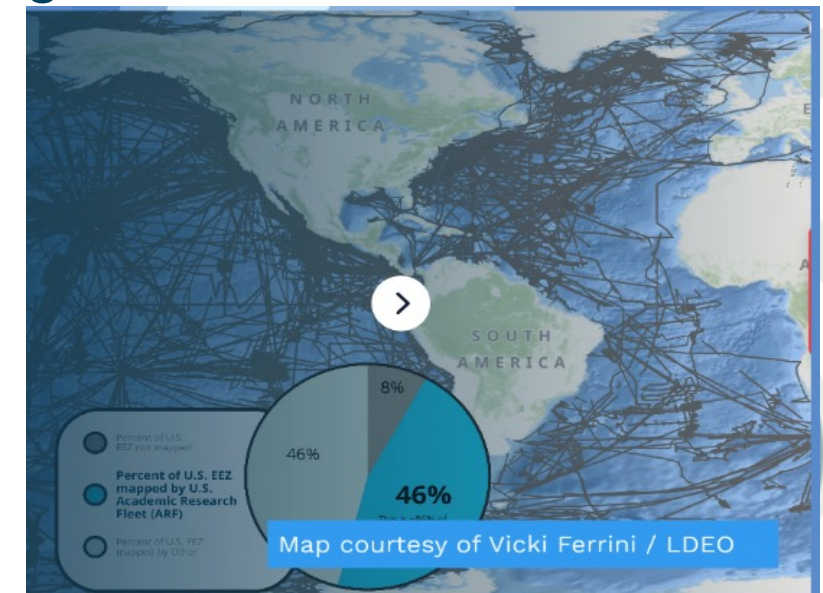 NORTH
AMERICA
SOUTH
AMERICA
8%
46%
46%
Percent of U.S.
EEZ not mapped
Percent of U.S. EEZ
mapped by U.S.
Academic Research
Fleet (ARF)
Percent of U.S. EEZ
mapped by Other
Map courtesy of Vicki Ferrini / LDEO